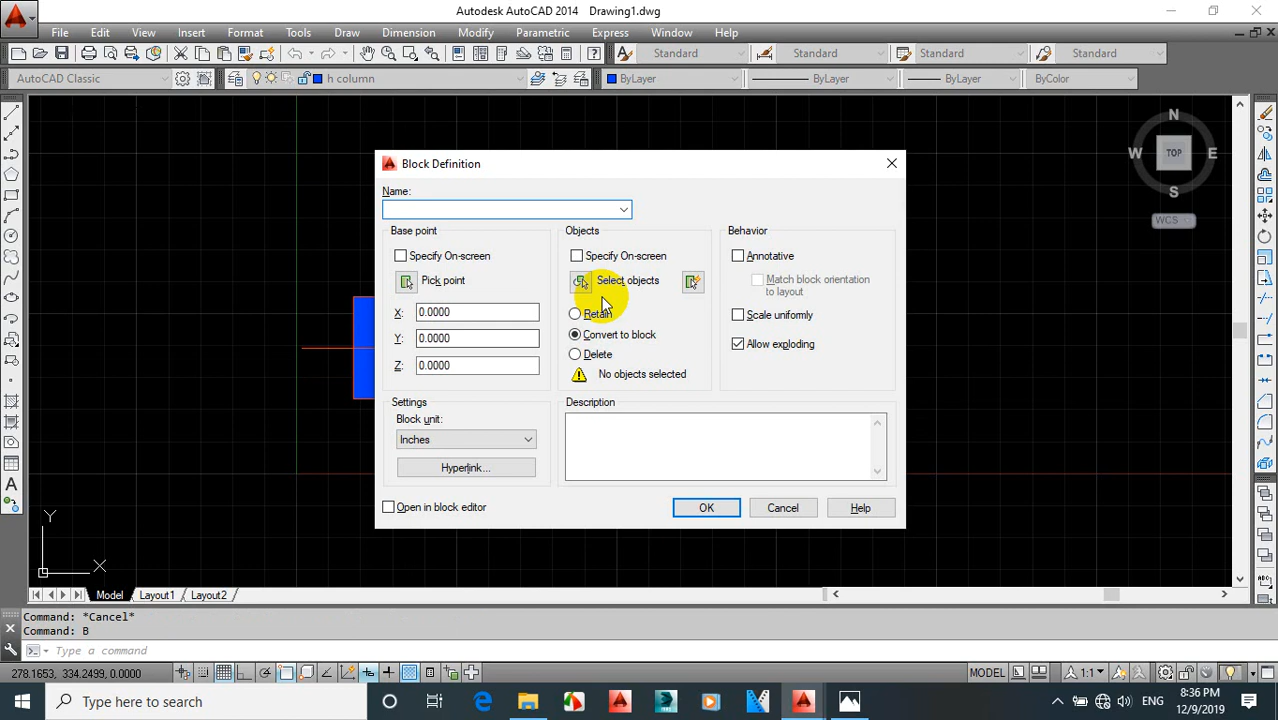 Autodesk AutoCAD 2014 Drawing1.dwg
File Edit View Insert Format Tools Draw Dimension Modify Parametric Express Window Help
Standard Standard Standard Standard
AutoCAD Classic h column ByLayer ByLayer ByLayer ByColor
N
W TOP E
S
WCS
Block Definition
Name:
Base point
Specify On-screen
Pick point
X: 0.0000
Y: 0.0000
Z: 0.0000
Objects
Specify On-screen
Select objects
Retain
Convert to block
Delete
No objects selected
Behavior
Annotative
Match block orientation
to layout
Scale uniformly
Allow exploding
Settings
Block unit:
Inches
Hyperlink...
Description
Open in block editor
OK Cancel Help
Y
X
Model Layout1 Layout2
Command: *Cancel*
Command: B
Type a command
278.1653, 334.2499, 0.0000 MODEL 1:1
Type here to search
ENG
8:36 PM
12/9/2019